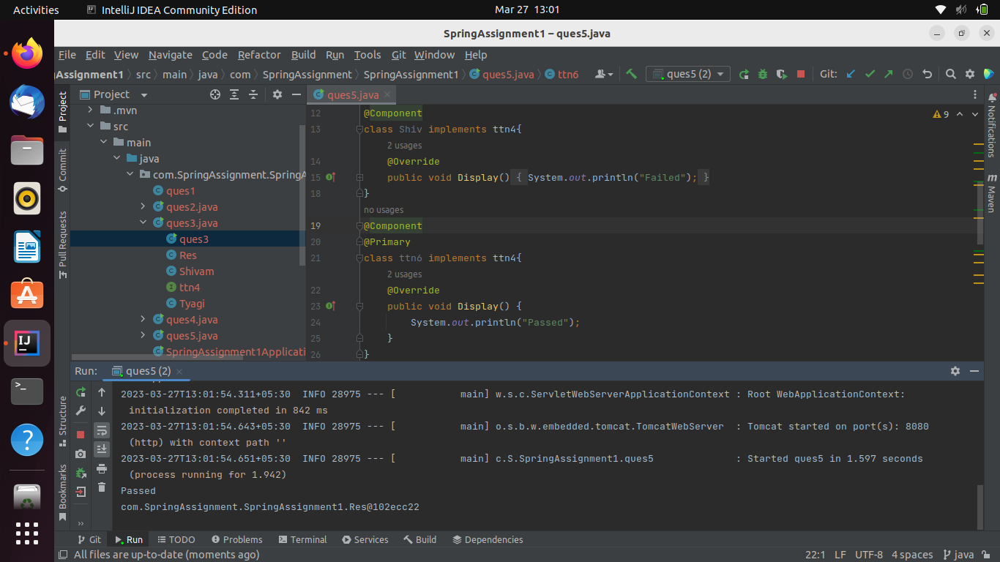 Activities
IntelliJ IDEA Community Edition
Mar 27 13:01
SpringAssignment1 – ques5.java
File Edit View Navigate Code Refactor Build Run Tools Git Window Help
Assignment1 src main java com SpringAssignment SpringAssignment1 ques5.java ttn6
ques5 (2)
Git:
Project
Commit
Pull Requests
Structure
Bookmarks
Project
.mvn
src
main
java
com.SpringAssignment.SpringA
ques1
ques2.java
ques3.java
ques3
Res
Shivam
ttn4
Tyagi
ques4.java
ques5.java
SpringAssignment1Applicati
ques5.java
9
12 @Component
13 class Shiv implements ttn4{
2 usages
14 @Override
15 public void Display() { System.out.println("Failed"); }
18 }
no usages
19 @Component
20 @Primary
21 class ttn6 implements ttn4{
2 usages
22 @Override
23 public void Display() {
24 System.out.println("Passed");
25 }
26 }
Notifications
m
Maven
Run: ques5 (2)
2023-03-27T13:01:54.311+05:30  INFO 28975 --- [           main] w.s.c.ServletWebServerApplicationContext : Root WebApplicationContext:
initialization completed in 842 ms
2023-03-27T13:01:54.643+05:30  INFO 28975 --- [           main] o.s.b.w.embedded.tomcat.TomcatWebServer  : Tomcat started on port(s): 8080
(http) with context path ''
2023-03-27T13:01:54.651+05:30  INFO 28975 --- [           main] c.S.SpringAssignment1.ques5              : Started ques5 in 1.597 seconds
(process running for 1.942)
Passed
com.SpringAssignment.SpringAssignment1.Res@102ecc22
Git Run TODO Problems Terminal Services Build Dependencies
All files are up-to-date (moments ago)
22:1 LF UTF-8 4 spaces java